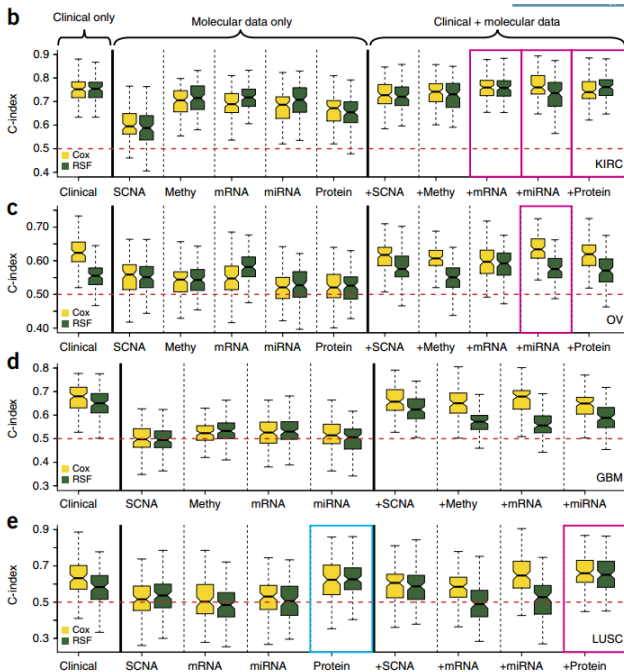 b Clinical only Molecular data only Clinical + molecular data
C-index
0.9
0.8
0.7
0.6
0.5
0.4
Cox
RSF
KIRC
Clinical SCNA Methy mRNA miRNA Protein +SCNA +Methy +mRNA +miRNA +Protein
c
C-index
0.70
0.60
0.50
0.40
Cox
RSF
OV
Clinical SCNA Methy mRNA miRNA Protein +SCNA +Methy +mRNA +miRNA +Protein
d
C-index
0.8
0.7
0.6
0.5
0.4
0.3
Cox
RSF
GBM
Clinical SCNA Methy mRNA miRNA +SCNA +Methy +mRNA +miRNA
e
C-index
0.9
0.7
0.5
0.3
Cox
RSF
LUSC
Clinical SCNA mRNA miRNA Protein +SCNA +mRNA +miRNA +Protein